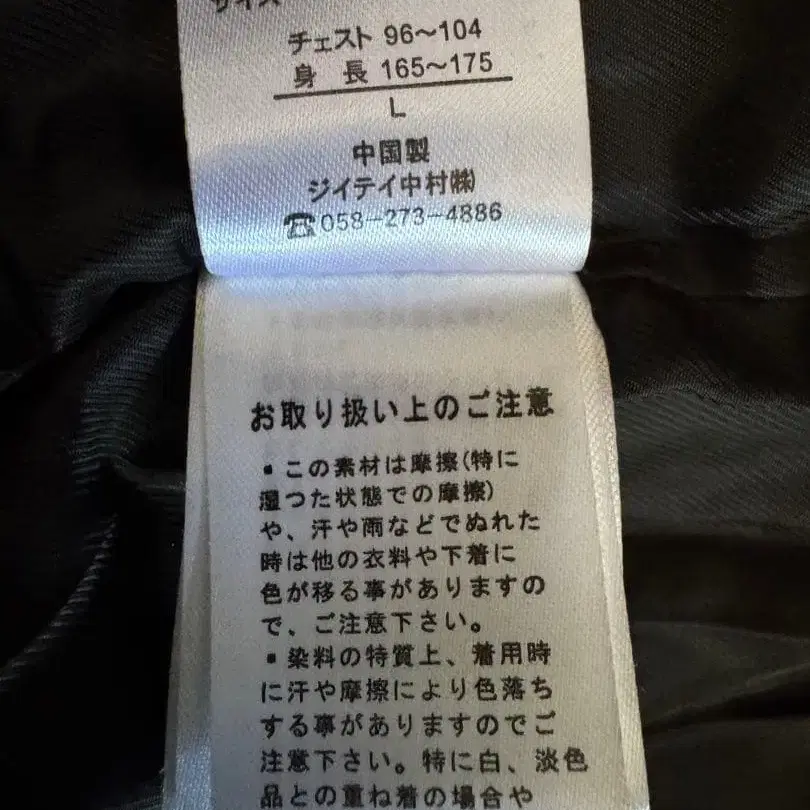 サイズ
チェスト 96〜104
身 長 165〜175
L
中国製
ジイテイ中村㈱
☎058-273-4886
お取り扱い上のご注意
・この素材は摩擦(特に
湿つた状態での摩擦)
や、汗や雨などでぬれた
時は他の衣料や下着に
色が移る事がありますの
で、ご注意下さい。
・染料の特質上、着用時
に汗や摩擦により色落ち
する事がありますのでご
注意下さい。特に白、淡色
品との重ね着の場合や